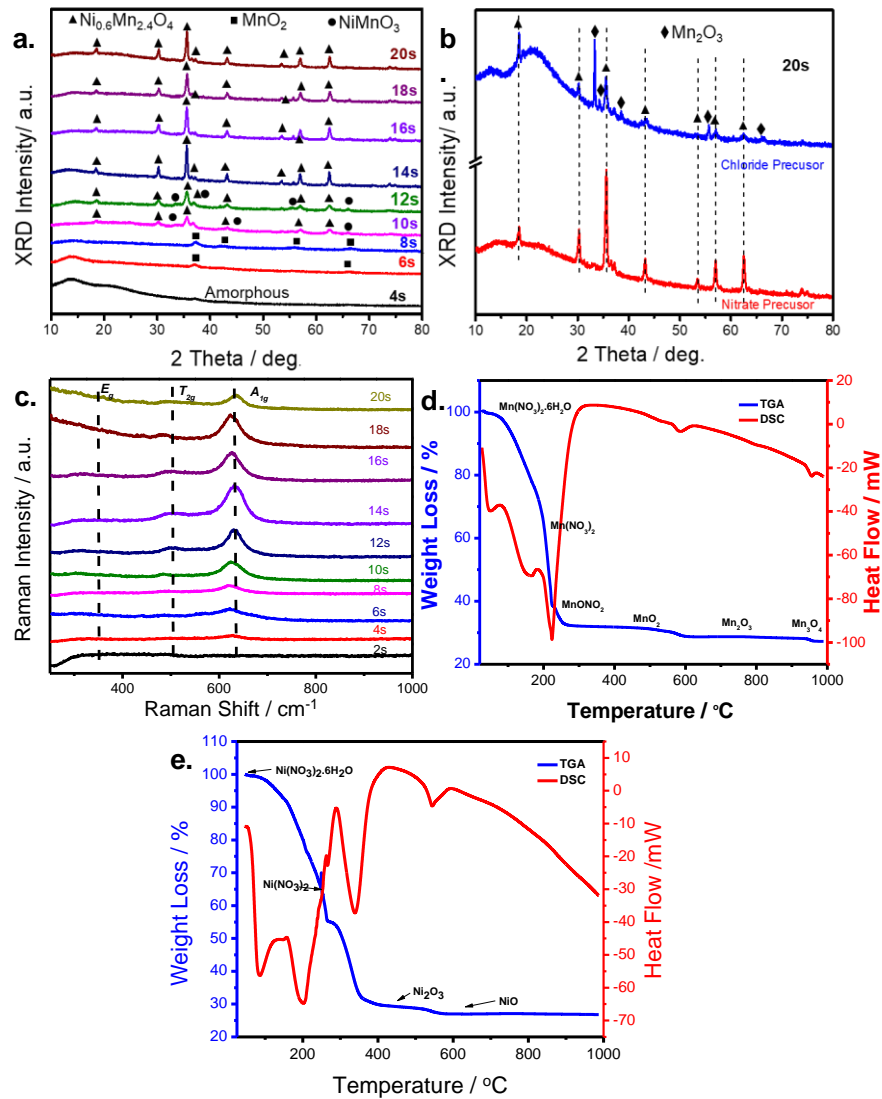 a.
Ni0.6Mn2.4O4
MnO2
NiMnO3
20s
18s
16s
14s
12s
10s
8s
6s
Amorphous
4s
XRD Intensity/ a.u.
10 20 30 40 50 60 70 80
2 Theta / deg.
b
Mn2O3
20s
Chloride Precusor
Nitrate Precusor
XRD Intensity/ a.u.
10 20 30 40 50 60 70 80
2 Theta / deg.
c.
Eg
T2g
A1g
20s
18s
16s
14s
12s
10s
8s
6s
4s
2s
Raman Intensity / a.u.
400 600 800 1000
Raman Shift / cm-1
d.
TGA
DSC
Mn(NO3)2.6H2O
Mn(NO3)2
MnONO2
MnO2
Mn2O3
Mn3O4
Weight Loss / %
100
90
80
70
60
50
40
30
20
Heat Flow / mW
20
0
-20
-40
-60
-80
-100
0 200 400 600 800 1000
Temperature / °C
e.
TGA
DSC
Ni(NO3)2.6H2O
Ni(NO3)2
Ni2O3
NiO
Weight Loss / %
110
100
90
80
70
60
50
40
30
20
Heat Flow /mW
15
10
5
0
-10
-20
-30
-40
-50
-60
-70
200 400 600 800 1000
Temperature / oC